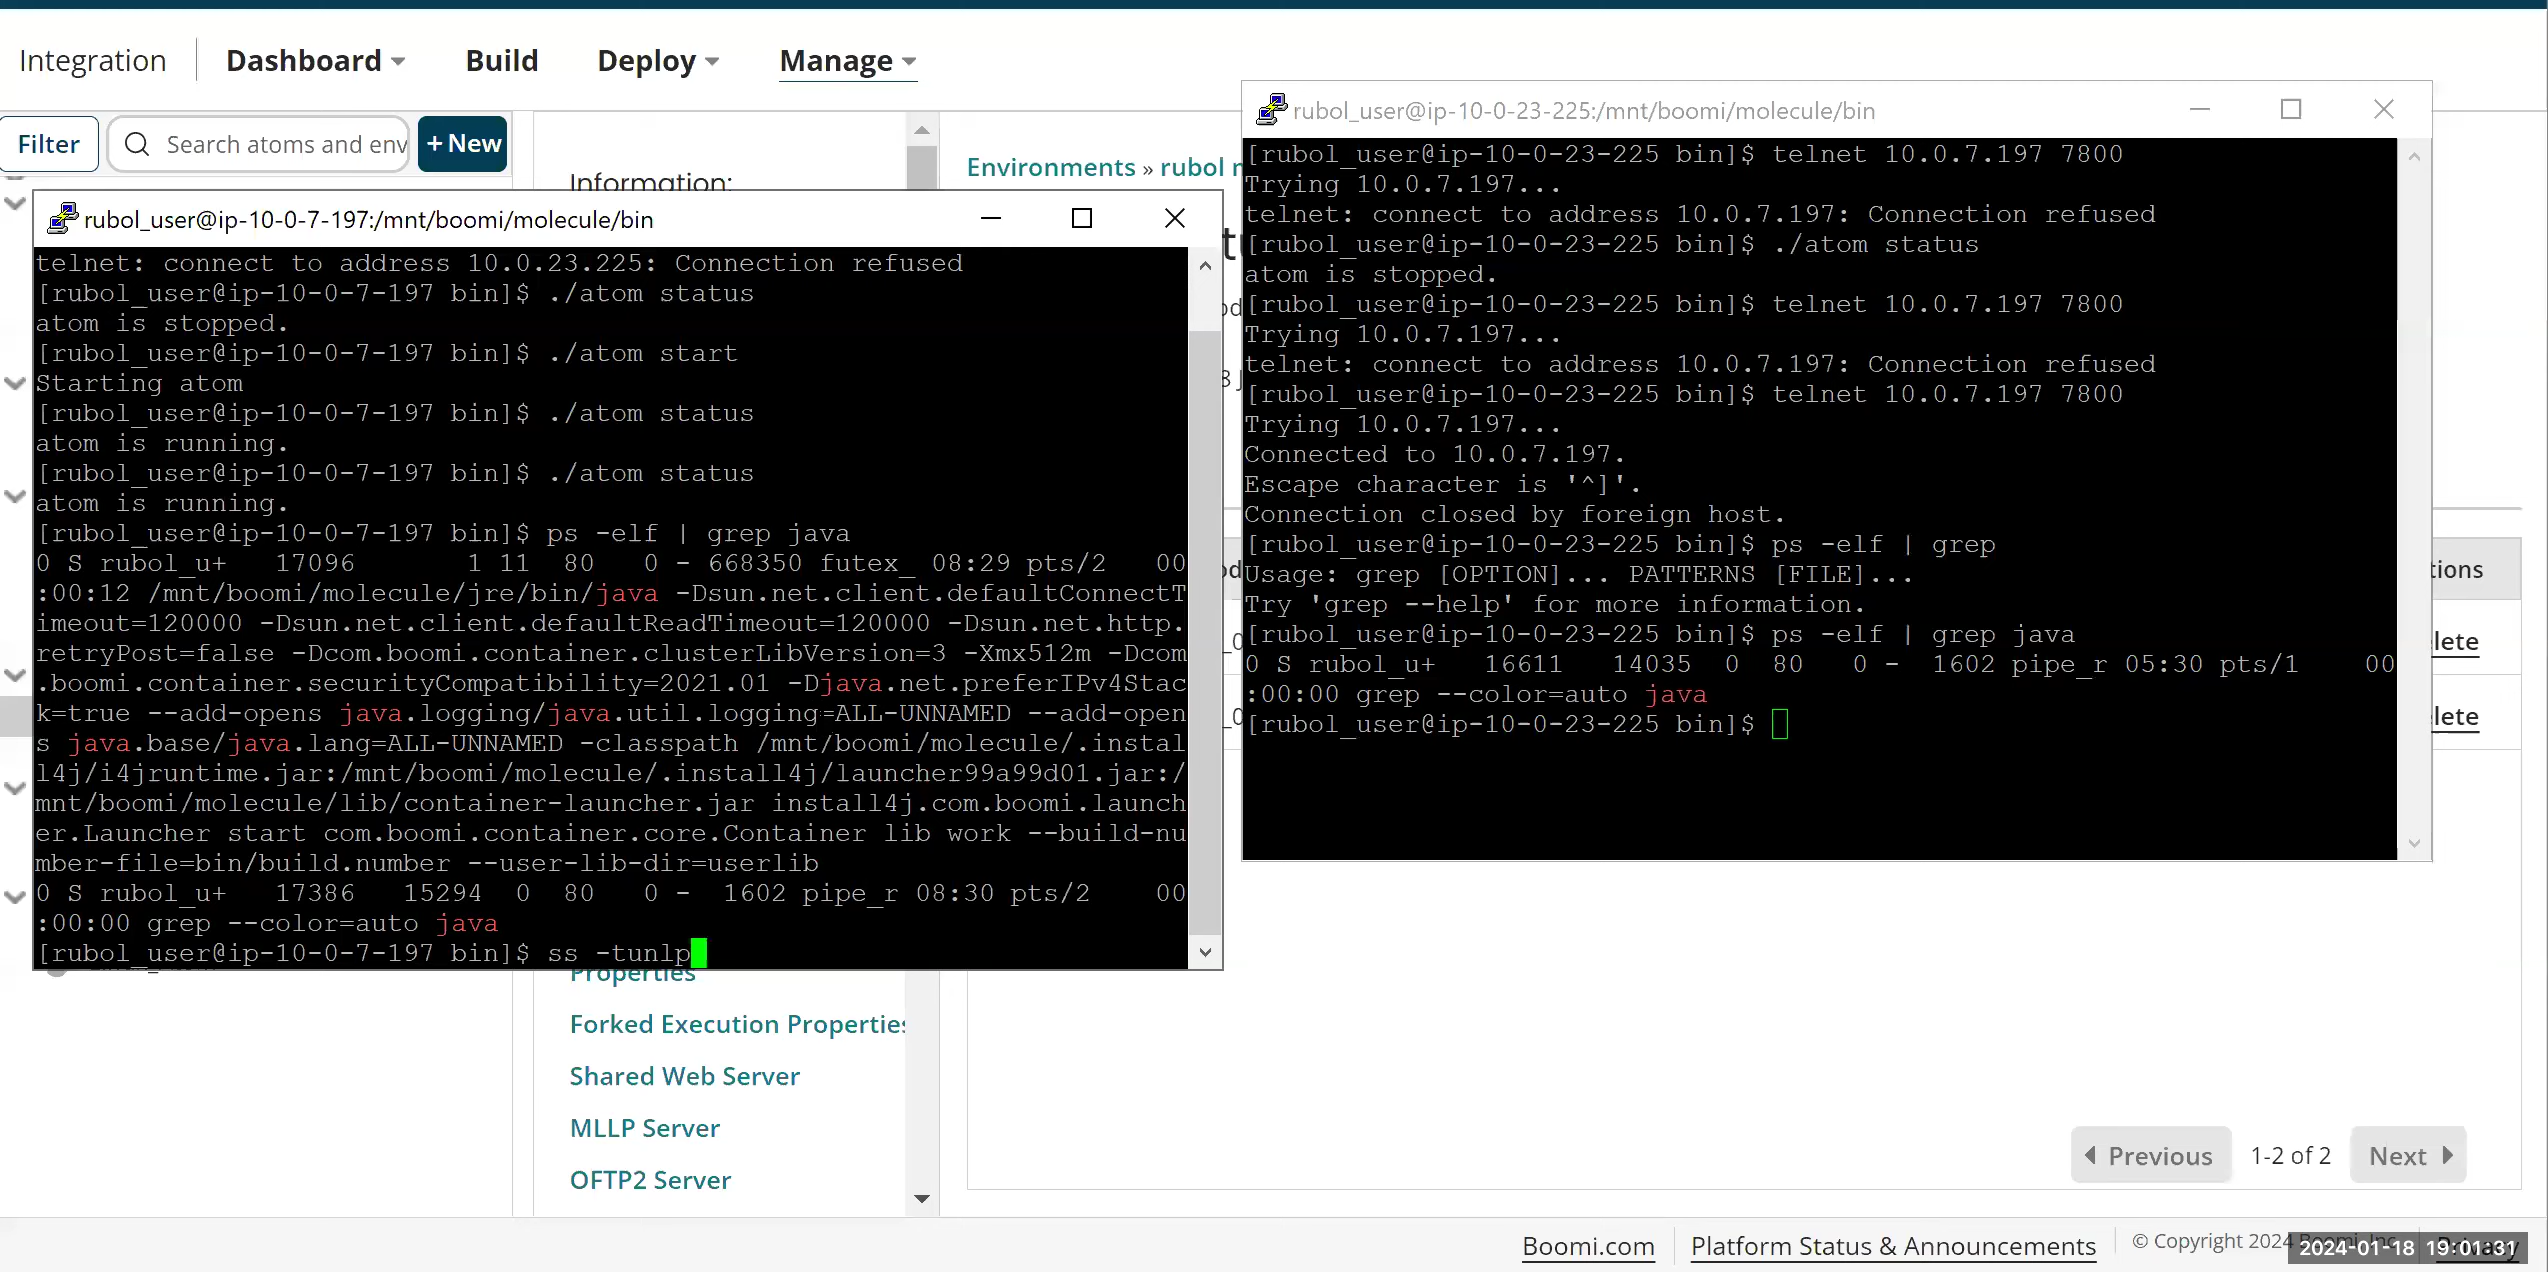 Integration
Dashboard
Build
Deploy
Manage
Filter
Search atoms and env
+ New
Information:
Environments » rubol
rubol_user@ip-10-0-7-197:/mnt/boomi/molecule/bin
telnet: connect to address 10.0.23.225: Connection refused
[rubol_user@ip-10-0-7-197 bin]$ ./atom status
atom is stopped.
[rubol_user@ip-10-0-7-197 bin]$ ./atom start
Starting atom
[rubol_user@ip-10-0-7-197 bin]$ ./atom status
atom is running.
[rubol_user@ip-10-0-7-197 bin]$ ./atom status
atom is running.
[rubol_user@ip-10-0-7-197 bin]$ ps -elf | grep java
0 S rubol_u+   17096       1 11  80   0 - 668350 futex_ 08:29 pts/2   00
:00:12 /mnt/boomi/molecule/jre/bin/java -Dsun.net.client.defaultConnectT
imeout=120000 -Dsun.net.client.defaultReadTimeout=120000 -Dsun.net.http.
retryPost=false -Dcom.boomi.container.clusterLibVersion=3 -Xmx512m -Dcom
.boomi.container.securityCompatibility=2021.01 -Djava.net.preferIPv4Stac
k=true --add-opens java.logging/java.util.logging=ALL-UNNAMED --add-open
s java.base/java.lang=ALL-UNNAMED -classpath /mnt/boomi/molecule/.instal
l4j/i4jruntime.jar:/mnt/boomi/molecule/.install4j/launcher99a99d01.jar:/
mnt/boomi/molecule/lib/container-launcher.jar install4j.com.boomi.launch
er.Launcher start com.boomi.container.core.Container lib work --build-nu
mber-file=bin/build.number --user-lib-dir=userlib
0 S rubol_u+   17386   15294  0  80   0 -  1602 pipe_r 08:30 pts/2    00
:00:00 grep --color=auto java
[rubol_user@ip-10-0-7-197 bin]$ ss -tunlp
rubol_user@ip-10-0-23-225:/mnt/boomi/molecule/bin
[rubol_user@ip-10-0-23-225 bin]$ telnet 10.0.7.197 7800
Trying 10.0.7.197...
telnet: connect to address 10.0.7.197: Connection refused
[rubol_user@ip-10-0-23-225 bin]$ ./atom status
atom is stopped.
[rubol_user@ip-10-0-23-225 bin]$ telnet 10.0.7.197 7800
Trying 10.0.7.197...
telnet: connect to address 10.0.7.197: Connection refused
[rubol_user@ip-10-0-23-225 bin]$ telnet 10.0.7.197 7800
Trying 10.0.7.197...
Connected to 10.0.7.197.
Escape character is '^]'.
Connection closed by foreign host.
[rubol_user@ip-10-0-23-225 bin]$ ps -elf | grep
Usage: grep [OPTION]... PATTERNS [FILE]...
Try 'grep --help' for more information.
[rubol_user@ip-10-0-23-225 bin]$ ps -elf | grep java
0 S rubol_u+   16611   14035  0  80   0 -  1602 pipe_r 05:30 pts/1    00
:00:00 grep --color=auto java
[rubol_user@ip-10-0-23-225 bin]$
tions
lete
lete
Properties
Forked Execution Properties
Shared Web Server
MLLP Server
OFTP2 Server
Previous
1-2 of 2
Next
Boomi.com
Platform Status & Announcements
© Copyright 2024 Boomi, Inc.
Privacy
2024-01-18 19:01:31